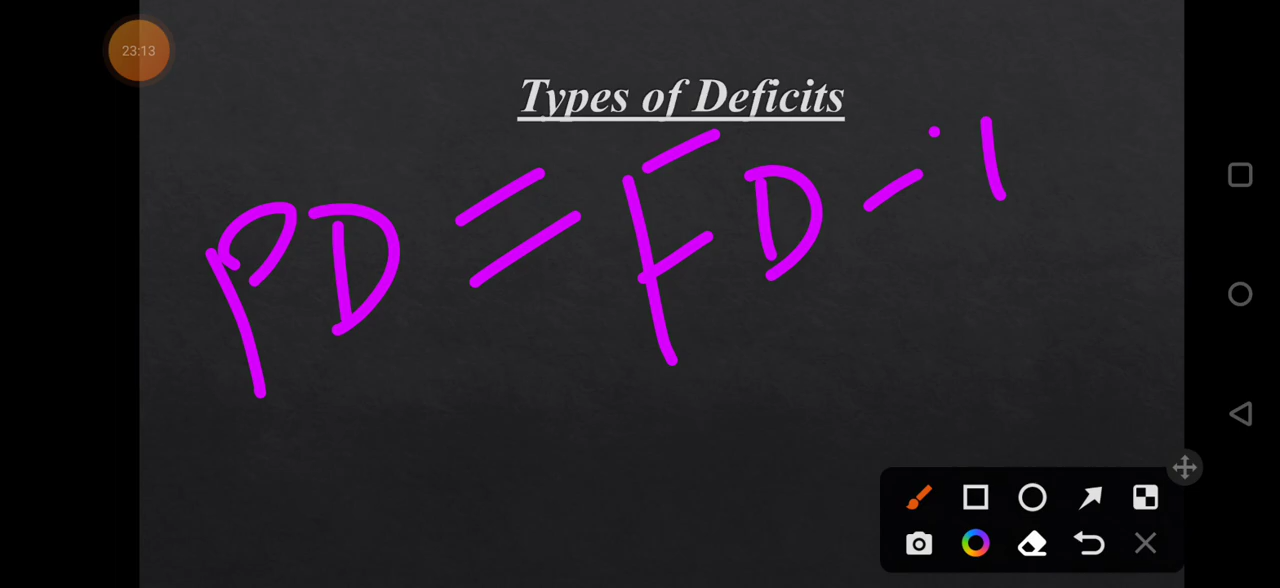 23:13
Types of Deficits
PD = FD - i